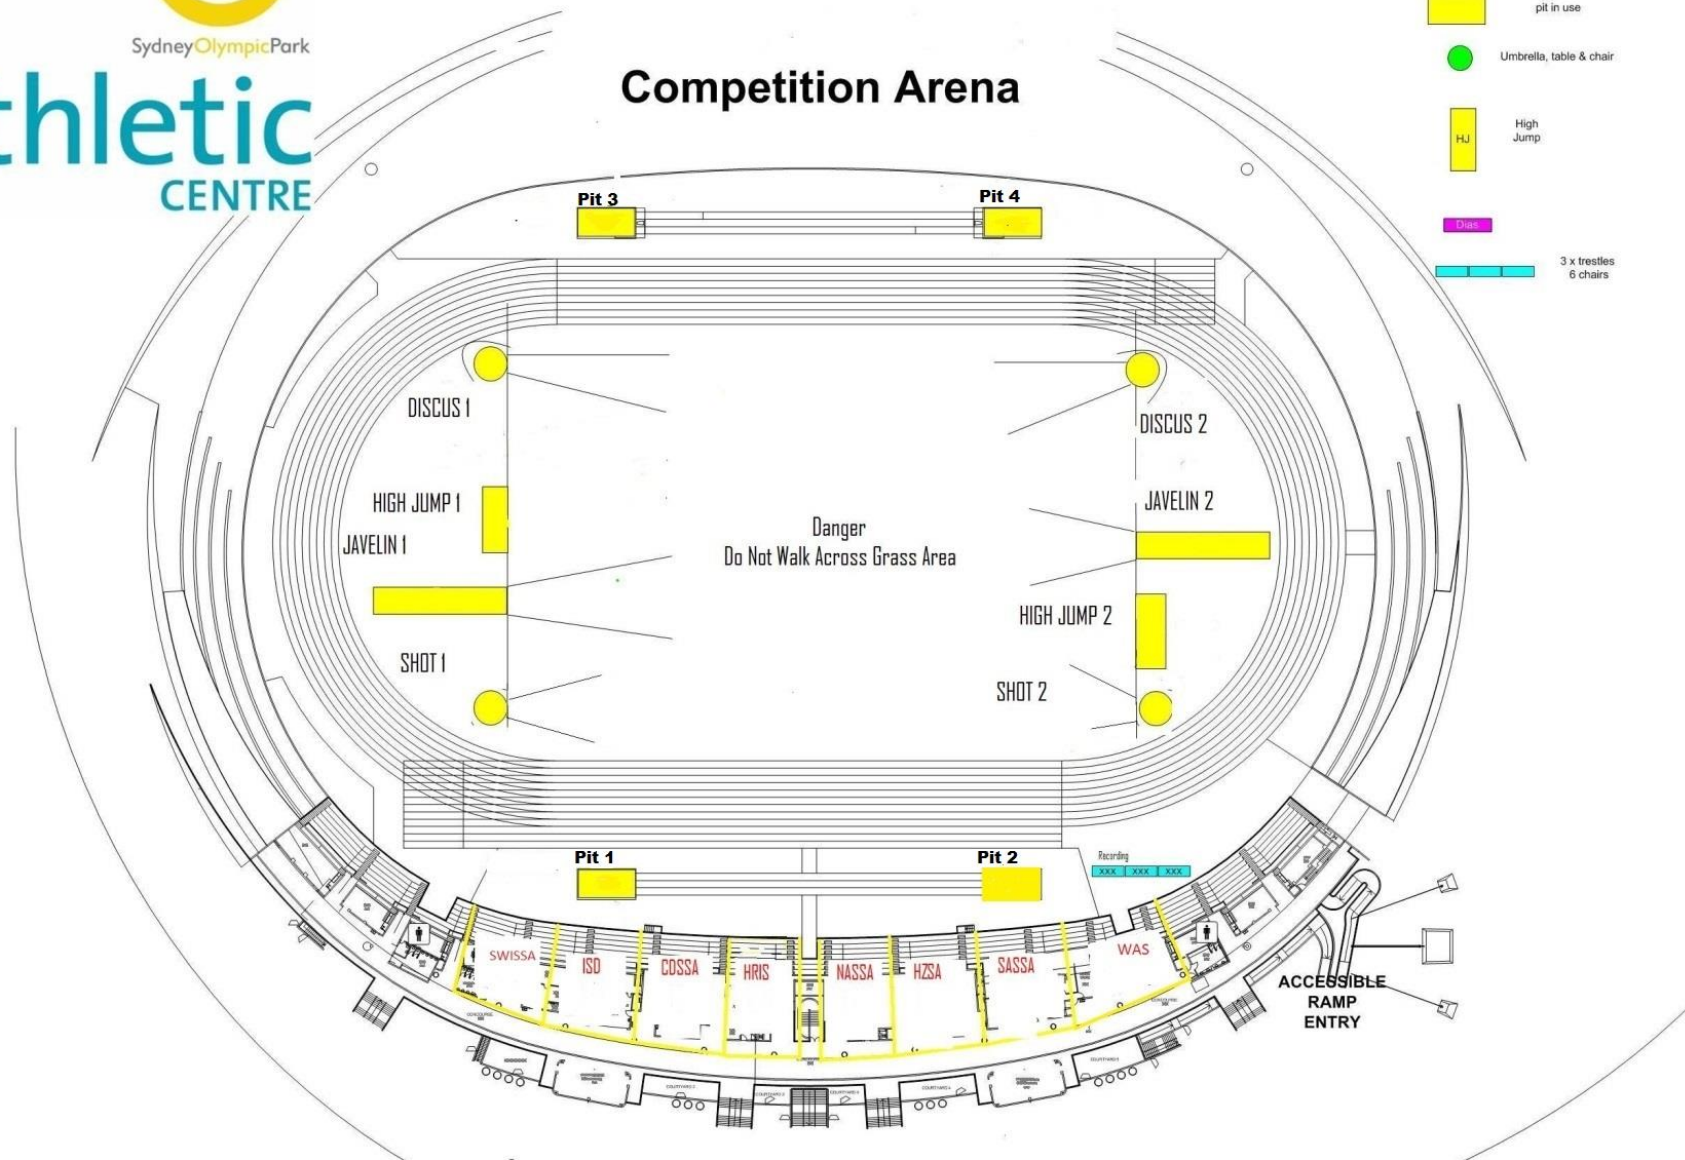 SydneyOlympicPark
thletic
CENTRE
Competition Arena
pit in use
Umbrella, table & chair
HJ
High
Jump
Dias
3 x trestles
6 chairs
Pit 3
Pit 4
DISCUS 1
DISCUS 2
HIGH JUMP 1
JAVELIN 2
JAVELIN 1
Danger
Do Not Walk Across Grass Area
HIGH JUMP 2
SHOT 1
SHOT 2
Pit 1
Pit 2
Recording
XXX XXX XXX
SWISSA
ISD
CDSSA
HRIS
NASSA
HZSA
SASSA
WAS
ACCESSIBLE
RAMP
ENTRY
CONCOURSE
CONCOURSE